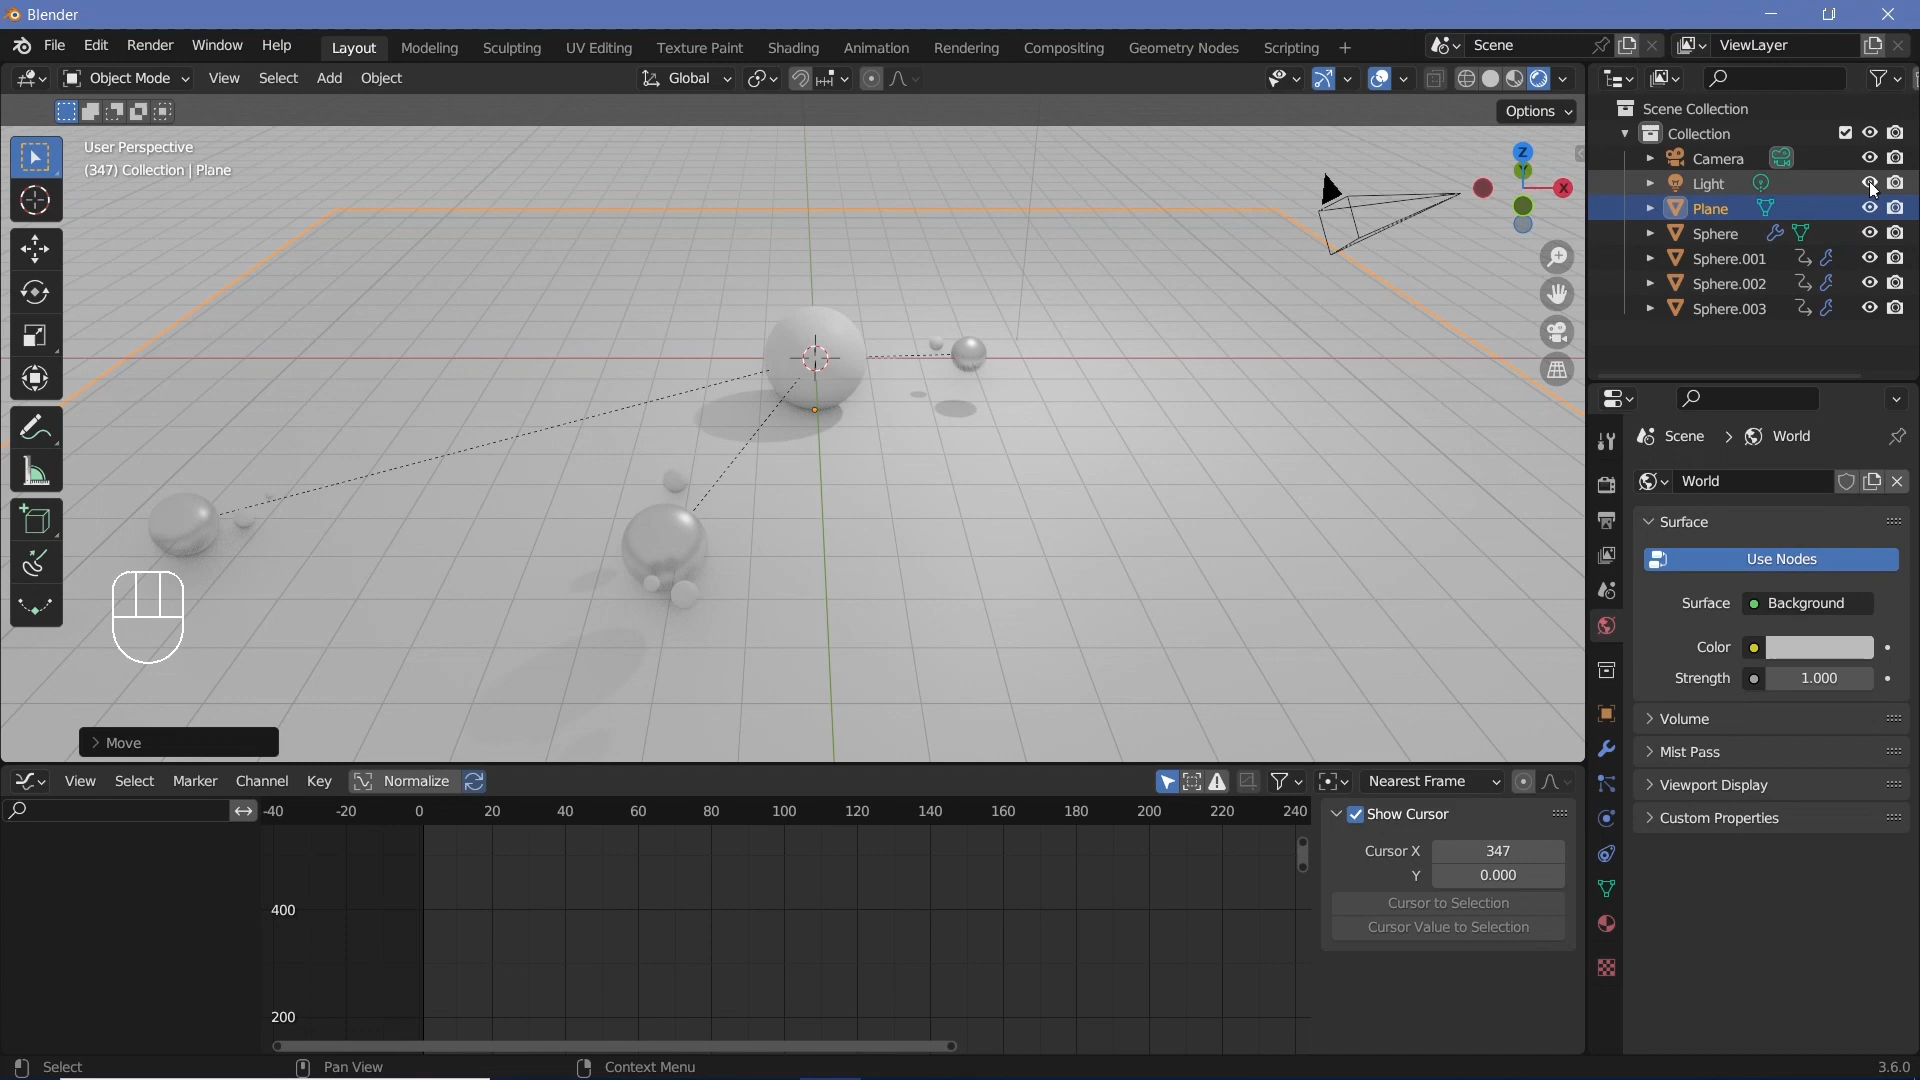 Blender
File Edit Render Window Help Layout Modeling Sculpting UV Editing Texture Paint Shading Animation Rendering Compositing Geometry Nodes Scripting Scene ViewLayer
Object Mode View Select Add Object Global
Options
User Perspective
(347) Collection | Plane
Z
Y
X
Move
Scene Collection
Collection
Camera
Light
Plane
Sphere
Sphere.001
Sphere.002
Sphere.003
Scene > World
World
Surface
Use Nodes
Surface Background
Color
Strength 1.000
Volume
Mist Pass
Viewport Display
Custom Properties
View Select Marker Channel Key Normalize Nearest Frame
-40 -20 0 20 40 60 80 100 120 140 160 180 200 220 240
400
200
Show Cursor
Cursor X 347
Y 0.000
Cursor to Selection
Cursor Value to Selection
Select Pan View Context Menu 3.6.0